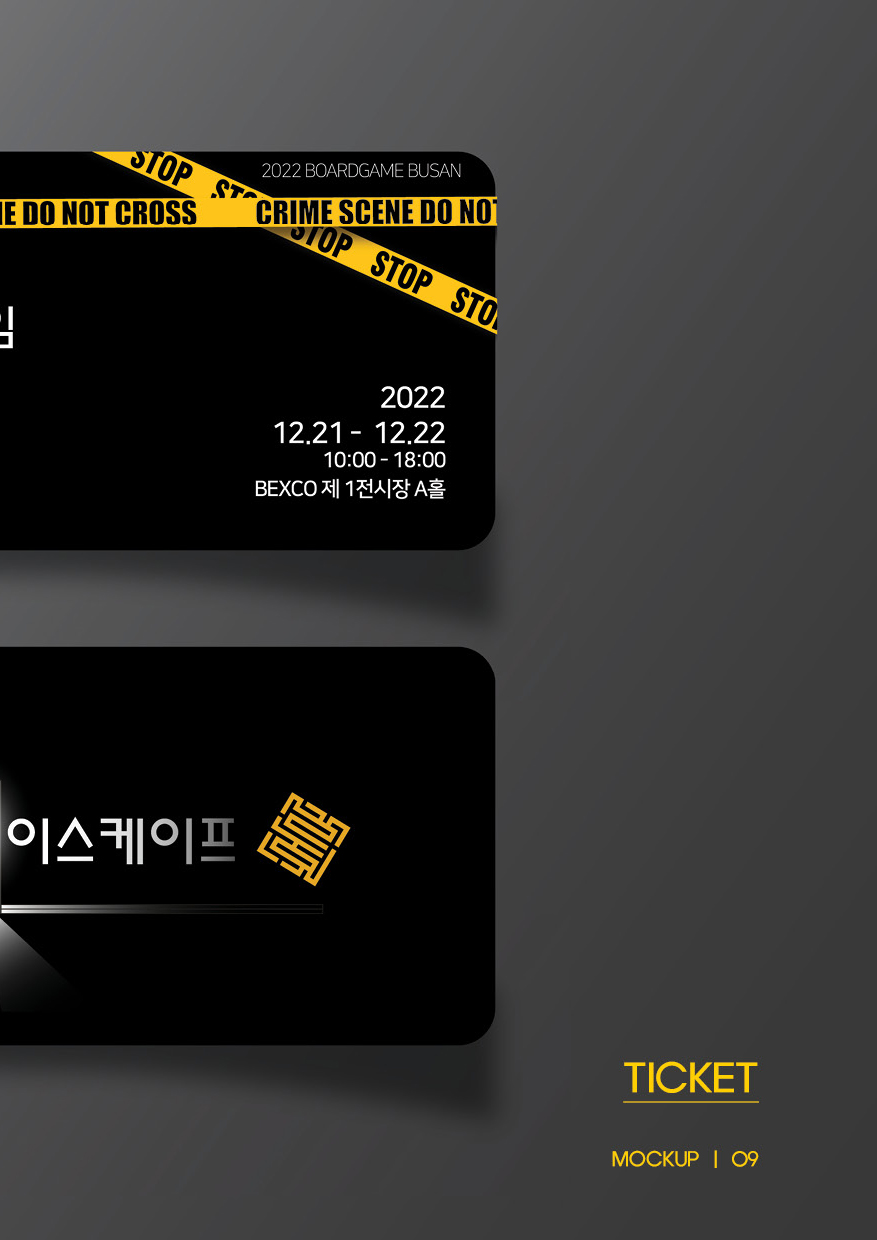 STOP STO
2022 BOARDGAME BUSAN
E DO NOT CROSS CRIME SCENE DO NOT
STOP STOP STO
임
2022
12.21 - 12.22
10:00 - 18:00
BEXCO 제 1전시장 A홀
이스케이프
TICKET
MOCKUP | 09